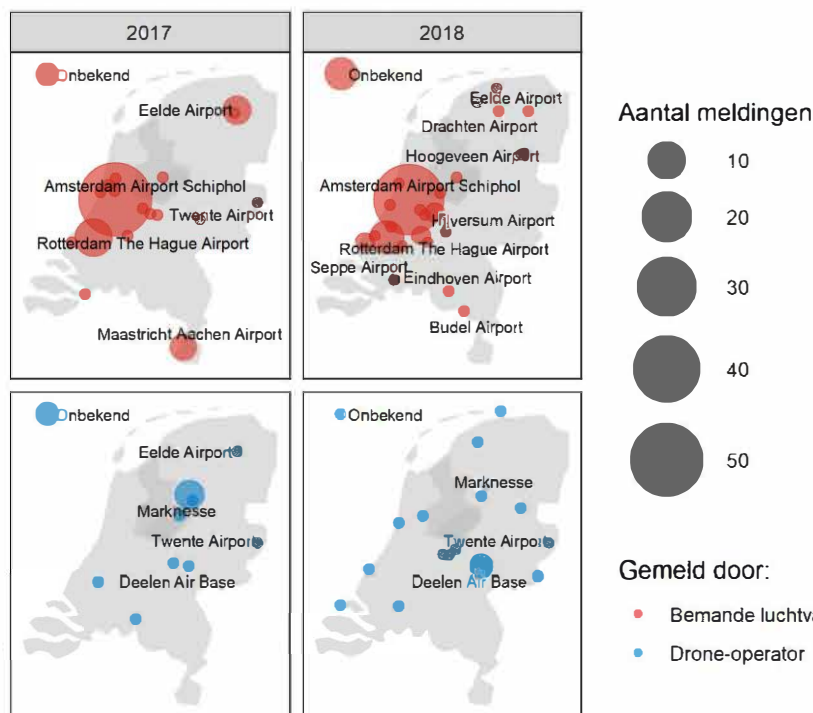 2017
2018
Onbekend
Eelde Airport
Amsterdam Airport Schiphol
Twente Airport
Rotterdam The Hague Airport
Maastricht Aachen Airport
Onbekend
Eelde Airport
Drachten Airport
Hoogeveen Airport
Amsterdam Airport Schiphol
Hilversum Airport
Rotterdam The Hague Airport
Seppe Airport
Eindhoven Airport
Budel Airport
Onbekend
Eelde Airport
Marknesse
Twente Airport
Deelen Air Base
Onbekend
Marknesse
Twente Airport
Deelen Air Base
Aantal meldingen
10
20
30
40
50
Gemeld door:
Bemande luchtva
Drone-operator